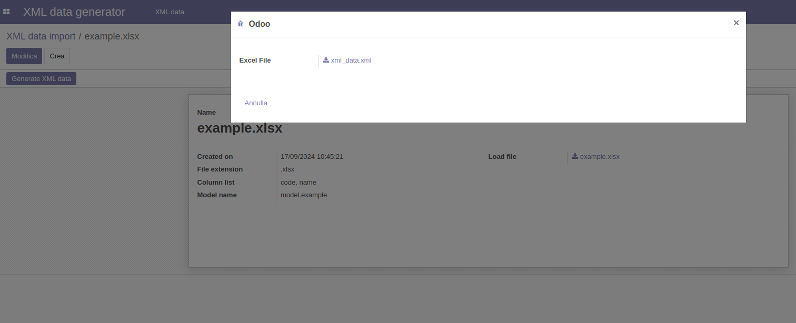 XML data generator XML data
Odoo ×
XML data import / example.xlsx
Modifica Crea
Excel File xml_data.xml
Generate XML data
Annulla
Name
example.xlsx
Created on 17/09/2024 10:45:21 Load file example.xlsx
File extension .xlsx
Column list code, name
Model name model.example